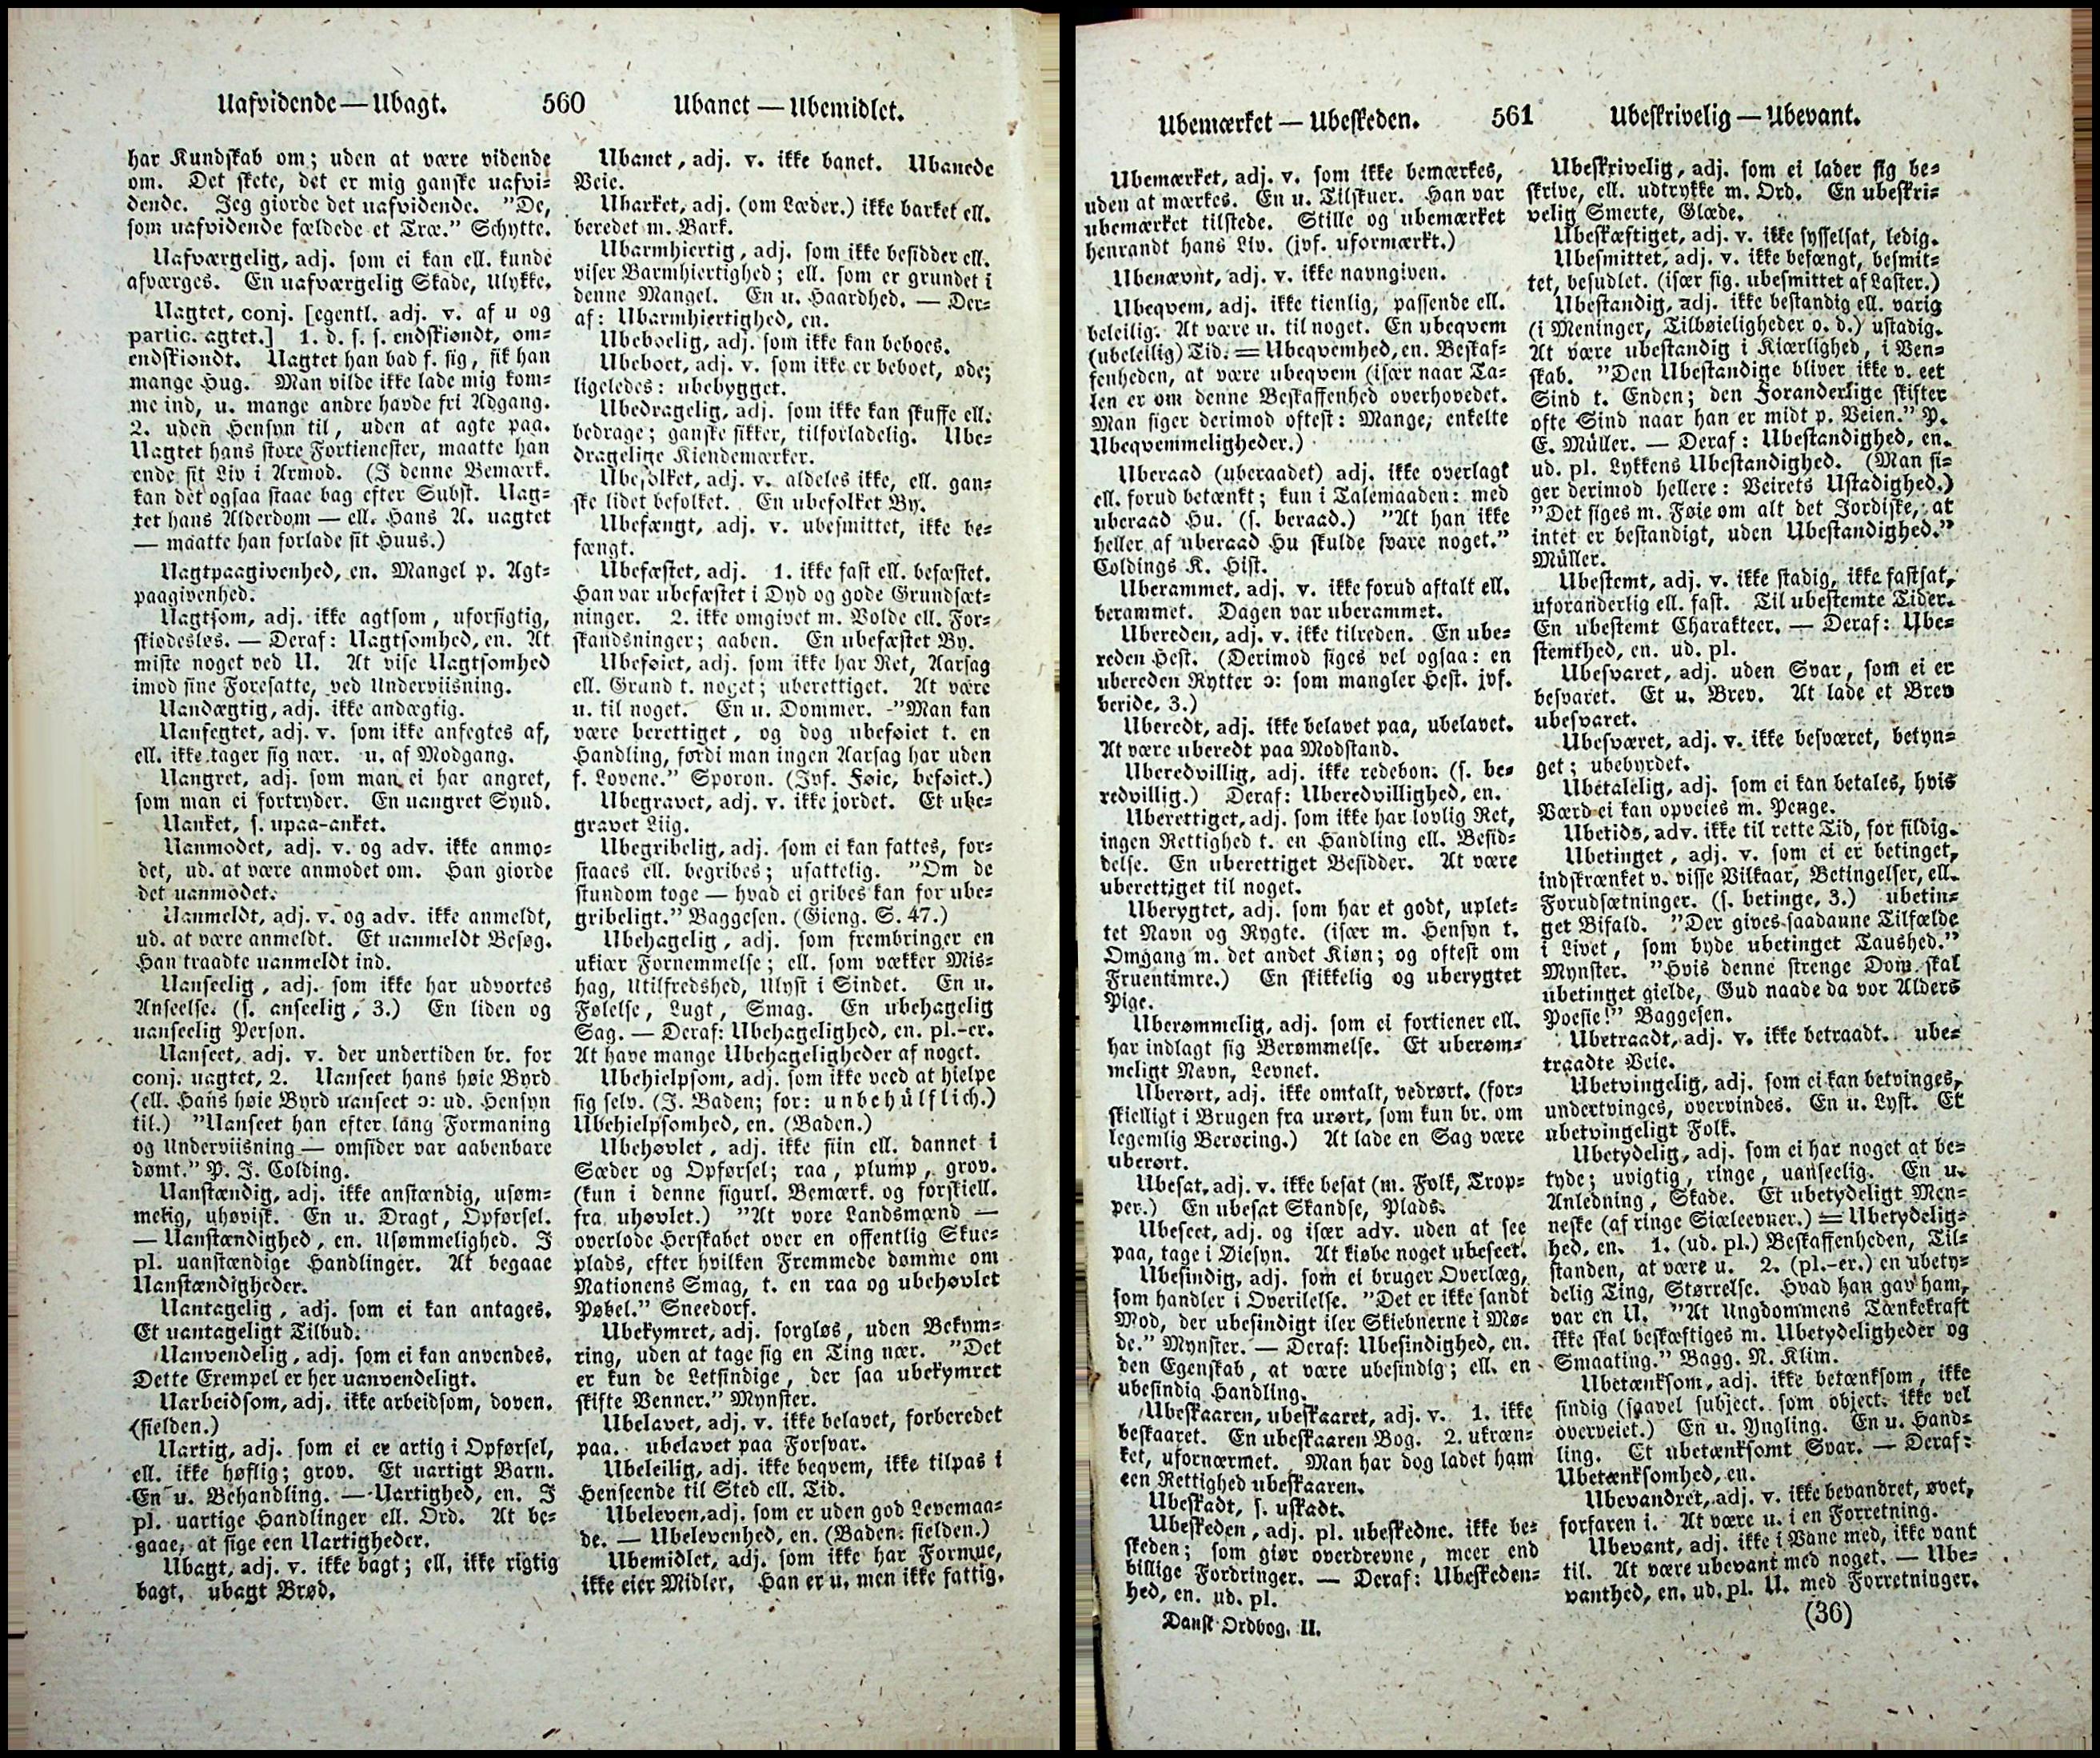 Uafvidende — Ubagt.
560
Ubanet — Ubemidlet.
har Kundskab om; uden at være vidende
om. Det skete, det er mig ganske uafvi-
dende. Jeg giorde det uafvidende. "De,
som uafvidende fældede et Træ." Schytte.
Uafværgelig, adj. som ei kan ell. kunde
afværges. En uafværgelig Skade, Ulykke.
Uagtet, conj. [egentl. adj. v. af u og
partic. agtet.] 1. d. s. s. endskiøndt, om-
endskiøndt. Uagtet han bad f. sig, fik han
mange Hug. Man vilde ikke lade mig kom-
me ind, u. mange andre havde fri Adgang.
2. uden Hensyn til, uden at agte paa.
Uagtet hans store Fortienester, maatte han
ende sit Liv i Armod. (I denne Bemærk.
kan det ogsaa staae bag efter Subst. Uag-
tet hans Alderdom — ell. Hans A. uagtet
— maatte han forlade sit Huus.)
Uagtpaagivenhed, en. Mangel p. Agt-
paagivenhed.
Uagtsom, adj. ikke agtsom, uforsigtig,
skiødesløs. — Deraf: Uagtsomhed, en. At
miste noget ved U. At vise Uagtsomhed
imod sine Foresatte, ved Underviisning.
Uandægtig, adj. ikke andægtig.
Uanfegtet, adj. v. som ikke anfegtes af,
ell. ikke tager sig nær. u. af Modgang.
Uangret, adj. som man ei har angret,
som man ei fortryder. En uangret Synd.
Uanket, s. upaa-anket.
Uanmodet, adj. v. og adv. ikke anmo-
det, ud. at være anmodet om. Han giorde
det uanmodet.
Uanmeldt, adj. v. og adv. ikke anmeldt,
ud. at være anmeldt. Et uanmeldt Besøg.
Han traadte uanmeldt ind.
Uanseelig, adj. som ikke har udvortes
Anseelse. (s. anseelig, 3.) En liden og
uanseelig Person.
Uanseet, adj. v. der undertiden br. for
conj. uagtet, 2. Uanseet hans høie Byrd
(ell. Hans høie Byrd uanseet ɔ: ud. Hensyn
til.) "Uanseet han efter lang Formaning
og Underviisning — omsider var aabenbare
dømt." P. J. Colding.
Uanstændig, adj. ikke anstændig, usøm-
melig, uhøvisk. En u. Dragt, Opførsel.
— Uanstændighed, en. Usømmelighed. I
pl. uanstændige Handlinger. At begaae
Uanstændigheder.
Uantagelig, adj. som ei kan antages.
Et uantageligt Tilbud.
Uanvendelig, adj. som ei kan anvendes.
Dette Exempel er her uanvendeligt.
Uarbeidsom, adj. ikke arbeidsom, doven.
(sielden.)
Uartig, adj. som ei er artig i Opførsel,
ell. ikke høflig; grov. Et uartigt Barn.
En u. Behandling. — Uartighed, en. I
pl. uartige Handlinger ell. Ord. At be-
gaae, at sige een Uartigheder.
Ubagt, adj. v. ikke bagt; ell. ikke rigtig
bagt. ubagt Brød.
Ubanet, adj. v. ikke banet. Ubanede
Veie.
Ubarket, adj. (om Læder.) ikke barket ell.
beredet m. Bark.
Ubarmhiertig, adj. som ikke besidder ell.
viser Barmhiertighed; ell. som er grundet i
denne Mangel. En u. Haardhed. — Der-
af: Ubarmhiertighed, en.
Ubeboelig, adj. som ikke kan beboes.
Ubeboet, adj. v. som ikke er beboet, øde;
ligeledes: ubebygget.
Ubedragelig, adj. som ikke kan skuffe ell.
bedrage; ganske sikker, tilforladelig. Ube-
dragelige Kiendemærker.
Ubefolket, adj. v. aldeles ikke, ell. gan-
ske lidet befolket. En ubefolket By.
Ubefængt, adj. v. ubesmittet, ikke be-
fængt.
Ubefæstet, adj. 1. ikke fast ell. befæstet.
Han var ubefæstet i Dyd og gode Grundsæt-
ninger. 2. ikke omgivet m. Volde ell. For-
skandsninger; aaben. En ubefæstet By.
Ubeføiet, adj. som ikke har Ret, Aarsag
ell. Grund t. noget; uberettiget. At være
u. til noget. En u. Dommer. "Man kan
være berettiget, og dog ubeføiet t. en
Handling, fordi man ingen Aarsag har uden
f. Lovene." Sporon. (Jvf. Føie, beføiet.)
Ubegravet, adj. v. ikke jordet. Et ube-
gravet Liig.
Ubegribelig, adj. som ei kan fattes, for-
staaes ell. begribes; ufattelig. "Om de
stundom toge — hvad ei gribes kan for ube-
gribeligt." Baggesen. (Gieng. S. 47.)
Ubehagelig, adj. som frembringer en
ukiær Fornemmelse; ell. som vækker Mis-
hag, Utilfredshed, Ulyst i Sindet. En u.
Følelse, Lugt, Smag. En ubehagelig
Sag. — Deraf: Ubehagelighed, en. pl.-er.
At have mange Ubehageligheder af noget.
Ubehielpsom, adj. som ikke veed at hielpe
sig selv. (J. Baden; for: unbehülflich.)
Ubehielpsomhed, en. (Baden.)
Ubehøvlet, adj. ikke fiin ell. dannet i
Sæder og Opførsel; raa, plump, grov.
(kun i denne figurl. Bemærk. og forskiell.
fra uhøvlet.) "At vore Landsmænd —
overlode Herskabet over en offentlig Skue-
plads, efter hvilken Fremmede dømme om
Nationens Smag, t. en raa og ubehøvlet
Pøbel." Sneedorf.
Ubekymret, adj. sorgløs, uden Bekym-
ring, uden at tage sig en Ting nær. "Det
er kun de Letsindige, der saa ubekymret
skifte Venner." Mynster.
Ubelavet, adj. v. ikke belavet, forberedet
paa. ubelavet paa Forsvar.
Ubeleilig, adj. ikke beqvem, ikke tilpas i
Henseende til Sted ell. Tid.
Ubeleven, adj. som er uden god Levemaa-
de. — Ubelevenhed, en. (Baden. sielden.)
Ubemidlet, adj. som ikke har Formue,
ikke eier Midler. Han er u. men ikke fattig.
Ubemærket — Ubeskeden.
561
Ubeskrivelig — Ubevant.
Ubemærket, adj. v. som ikke bemærkes,
uden at mærkes. En u. Tilskuer. Han var
ubemærket tilstede. Stille og ubemærket
henrandt hans Liv. (jvf. uformærkt.)
Ubenævnt, adj. v. ikke navngiven.
Ubeqvem, adj. ikke tienlig, passende ell.
beleilig. At være u. til noget. En ubeqvem
(ubeleilig) Tid. = Ubeqvemhed, en. Beskaf-
fenheden, at være ubeqvem (især naar Ta-
len er om denne Beskaffenhed overhovedet.
Man siger derimod oftest: Mange, enkelte
Ubeqvemmeligheder.)
Uberaad (uberaadet) adj. ikke overlagt
ell. forud betænkt; kun i Talemaaden: med
uberaad Hu. (s. beraad.) "At han ikke
heller af uberaad Hu skulde svare noget."
Coldings K. Hist.
Uberammet, adj. v. ikke forud aftalt ell.
berammet. Dagen var uberammet.
Ubereden, adj. v. ikke tilreden. En ube-
reden Hest. (Derimod siges vel ogsaa: en
ubereden Rytter ɔ: som mangler Hest. jvf.
beride, 3.)
Uberedt, adj. ikke belavet paa, ubelavet.
At være uberedt paa Modstand.
Uberedvillig, adj. ikke redebon. (s. be-
redvillig.) Deraf: Uberedvillighed, en.
Uberettiget, adj. som ikke har lovlig Ret,
ingen Rettighed t. en Handling ell. Besid-
delse. En uberettiget Besidder. At være
uberettiget til noget.
Uberygtet, adj. som har et godt, uplet-
tet Navn og Rygte. (især m. Hensyn t.
Omgang m. det andet Kiøn; og oftest om
Fruentimre.) En skikkelig og uberygtet
Pige.
Uberømmelig, adj. som ei fortiener ell.
har indlagt sig Berømmelse. Et uberøm-
meligt Navn, Levnet.
Uberørt, adj. ikke omtalt, vedrørt. (for-
skielligt i Brugen fra urørt, som kun br. om
legemlig Berøring.) At lade en Sag være
uberørt.
Ubesat, adj. v. ikke besat (m. Folk, Trop-
per.) En ubesat Skandse, Plads.
Ubeseet, adj. og især adv. uden at see
paa, tage i Øiesyn. At kiøbe noget ubeseet.
Ubesindig, adj. som ei bruger Overlæg,
som handler i Overilelse. "Det er ikke sandt
Mod, der ubesindigt iler Skiebnerne i Mø-
de." Mynster. — Deraf: Ubesindighed, en.
den Egenskab, at være ubesindig; ell. en
ubesindig Handling.
Ubeskaaren, ubeskaaret, adj. v. 1. ikke
beskaaret. En ubeskaaren Bog. 2. ukræn-
ket, ufornærmet. Man har dog ladet ham
een Rettighed ubeskaaren.
Ubeskadt, s. uskadt.
Ubeskeden, adj. pl. ubeskedne. ikke be-
skeden; som giør overdrevne, meer end
billige Fordringer. — Deraf: Ubeskeden-
hed, en. ud. pl.
Dansk Ordbog. II.
Ubeskrivelig, adj. som ei lader sig be-
skrive, ell. udtrykke m. Ord. En ubeskri-
velig Smerte, Glæde.
Ubeskæftiget, adj. v. ikke sysselsat, ledig.
Ubesmittet, adj. v. ikke befængt, besmit-
tet, besudlet. (især fig. ubesmittet af Laster.)
Ubestandig, adj. ikke bestandig ell. varig
(i Meninger, Tilbøieligheder o. d.) ustadig.
At være ubestandig i Kiærlighed, i Ven-
skab. "Den Ubestandige bliver ikke v. eet
Sind t. Enden; den Foranderlige skifter
ofte Sind naar han er midt p. Veien." P.
E. Müller. — Deraf: Ubestandighed, en.
ud. pl. Lykkens Ubestandighed. (Man si-
ger derimod hellere: Veirets Ustadighed.)
"Det siges m. Føie om alt det Jordiske, at
intet er bestandigt, uden Ubestandighed."
Müller.
Ubestemt, adj. v. ikke stadig, ikke fastsat,
uforanderlig ell. fast. Til ubestemte Tider.
En ubestemt Charakteer. — Deraf: Ube-
stemthed, en. ud. pl.
Ubesvaret, adj. uden Svar, som ei er
besvaret. Et u. Brev. At lade et Brev
ubesvaret.
Ubesværet, adj. v. ikke besværet, betyn-
get; ubebyrdet.
Ubetalelig, adj. som ei kan betales, hvis
Værd ei kan opveies m. Penge.
Ubetids, adv. ikke til rette Tid, for sildig.
Ubetinget, adj. v. som ei er betinget,
indskrænket v. visse Vilkaar, Betingelser, ell.
Forudsætninger. (s. betinge, 3.) ubetin-
get Bifald. "Der gives saadanne Tilfælde
i Livet, som byde ubetinget Taushed."
Mynster. "Hvis denne strenge Dom skal
ubetinget gielde, Gud naade da vor Alders
Poesie!" Baggesen.
Ubetraadt, adj. v. ikke betraadt. ube-
traadte Veie.
Ubetvingelig, adj. som ei kan betvinges,
undertvinges, overvindes. En u. Lyst. Et
ubetvingeligt Folk.
Ubetydelig, adj. som ei har noget at be-
tyde; uvigtig, ringe, uanseelig. En u.
Anledning, Skade. Et ubetydeligt Men-
neske (af ringe Siæleevner.) = Ubetydelig-
hed, en. 1. (ud. pl.) Beskaffenheden, Til-
standen, at være u. 2. (pl.-er.) en ubety-
delig Ting, Størrelse. Hvad han gav ham,
var en U. "At Ungdommens Tænkekraft
ikke skal beskæftiges m. Ubetydeligheder og
Smaating." Bagg. N. Klim.
Ubetænksom, adj. ikke betænksom, ikke
sindig (saavel subject. som object. ikke vel
overveiet.) En u. Yngling. En u. Hand-
ling. Et ubetænksomt Svar. — Deraf:
Ubetænksomhed, en.
Ubevandret, adj. v. ikke bevandret, øvet,
forfaren i. At være u. i en Forretning.
Ubevant, adj. ikke i Vane med, ikke vant
til. At være ubevant med noget. — Ube-
vanthed, en. ud. pl. U. med Forretninger.
(36)